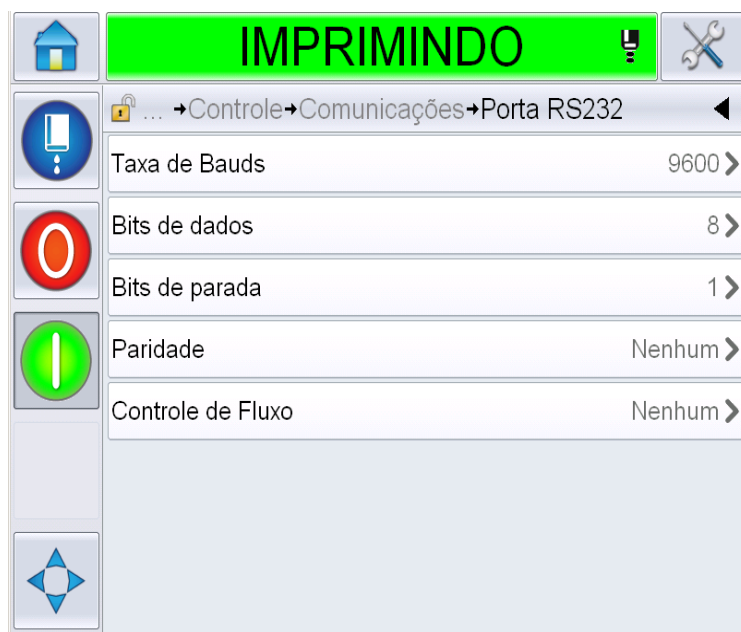 IMPRIMINDO
... →Controle→Comunicações→Porta RS232
Taxa de Bauds 9600
Bits de dados 8
Bits de parada 1
Paridade Nenhum
Controle de Fluxo Nenhum